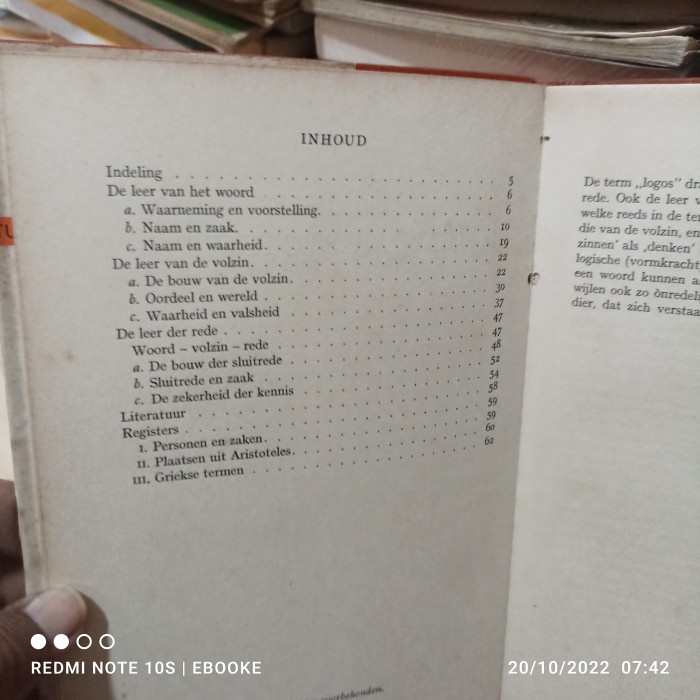 INHOUD
Indeling . . . . . . . . . . . . . . . . . . . . 5
De leer van het woord . . . . . . . . . . . . . . 6
a. Waarneming en voorstelling. . . . . . . . . . . 6
b. Naam en zaak. . . . . . . . . . . . . . . . . 10
c. Naam en waarheid. . . . . . . . . . . . . . . 19
De leer van de volzin. . . . . . . . . . . . . . 22
a. De bouw van de volzin. . . . . . . . . . . . . 22
b. Oordeel en wereld . . . . . . . . . . . . . . 30
c. Waarheid en valsheid . . . . . . . . . . . . . 37
De leer der rede . . . . . . . . . . . . . . . . 47
Woord – volzin – rede . . . . . . . . . . . . . . 47
a. De bouw der sluitrede . . . . . . . . . . . . . 48
b. Sluitrede en zaak . . . . . . . . . . . . . . 52
c. De zekerheid der kennis . . . . . . . . . . . . 54
Literatuur . . . . . . . . . . . . . . . . . . . 58
Registers . . . . . . . . . . . . . . . . . . . 59
I. Personen en zaken. . . . . . . . . . . . . . . 59
II. Plaatsen uit Aristoteles. . . . . . . . . . . . 60
III. Griekse termen . . . . . . . . . . . . . . . 62
voorbehouden.
De term „logos” dr
rede. Ook de leer v
welke reeds in de te
die van de volzin, en
zinnen’ als ‚denken’
logische (vormkracht
een woord kunnen a
wijlen ook zo ònredeli
dier, dat zich verstaa
REDMI NOTE 10S | EBOOKE
20/10/2022 07:42